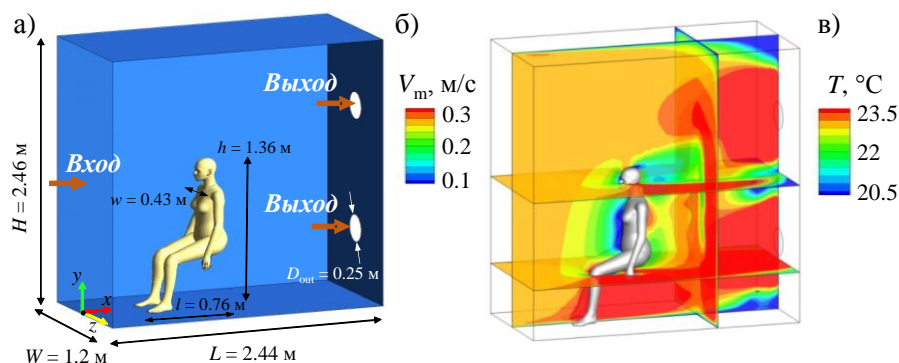 а)
H = 2.46 м
Вход
Выход
h = 1.36 м
w = 0.43 м
Выход
D_out = 0.25 м
l = 0.76 м
y
x
z
W = 1.2 м
L = 2.44 м
б)
V_m, м/с
0.3
0.2
0.1
в)
T, °C
23.5
22
20.5